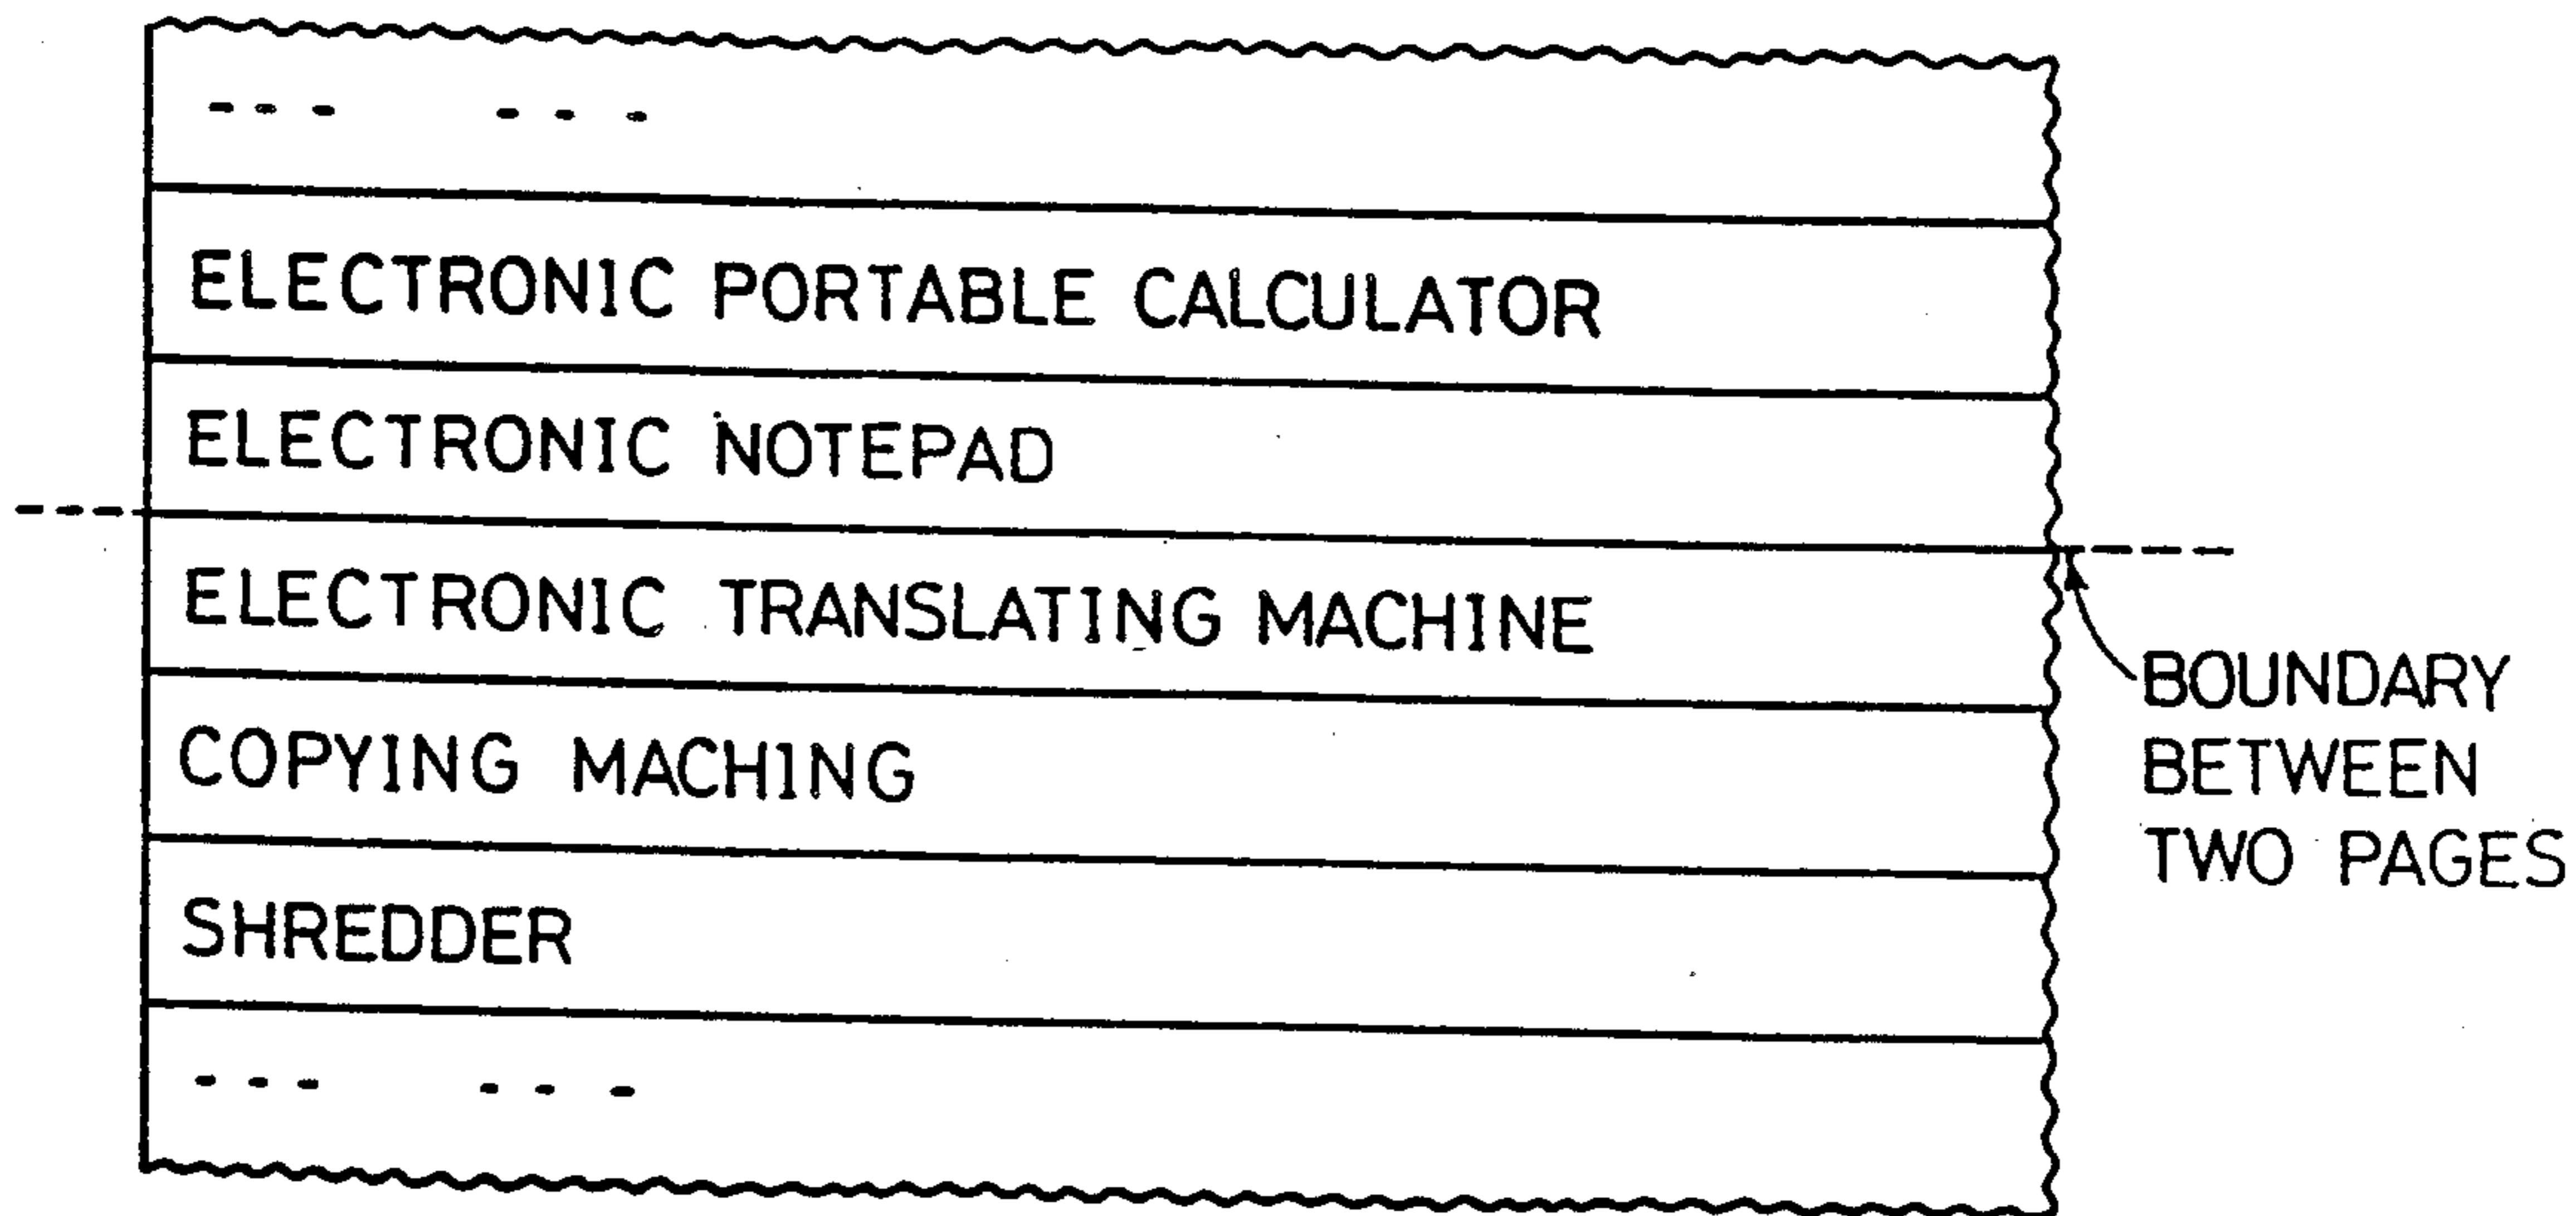 --- ---
ELECTRONIC PORTABLE CALCULATOR
ELECTRONIC NOTEPAD
ELECTRONIC TRANSLATING MACHINE
COPYING MACHING
SHREDDER
--- ---
BOUNDARY
BETWEEN
TWO PAGES